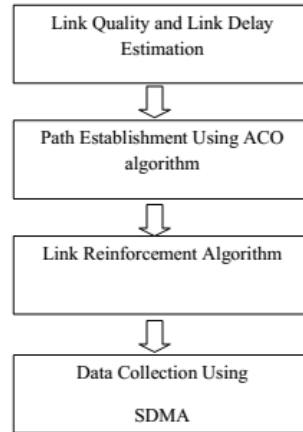 Link Quality and Link Delay
Estimation
Path Establishment Using ACO
algorithm
Link Reinforcement Algorithm
Data Collection Using
SDMA